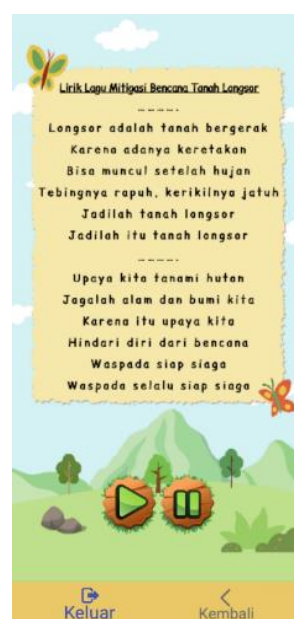 Lirik Lagu Mitigasi Bencana Tanah Longsor
-----.
Longsor adalah tanah bergerak
Karena adanya keretakan
Bisa muncul setelah hujan
Tebingnya rapuh, kerikilnya jatuh
Jadilah tanah longsor
Jadilah itu tanah longsor
-----.
Upaya kita tanami hutan
Jagalah alam dan bumi kita
Karena itu upaya kita
Hindari diri dari bencana
Waspada siap siaga
Waspada selalu siap siaga
Keluar
Kembali